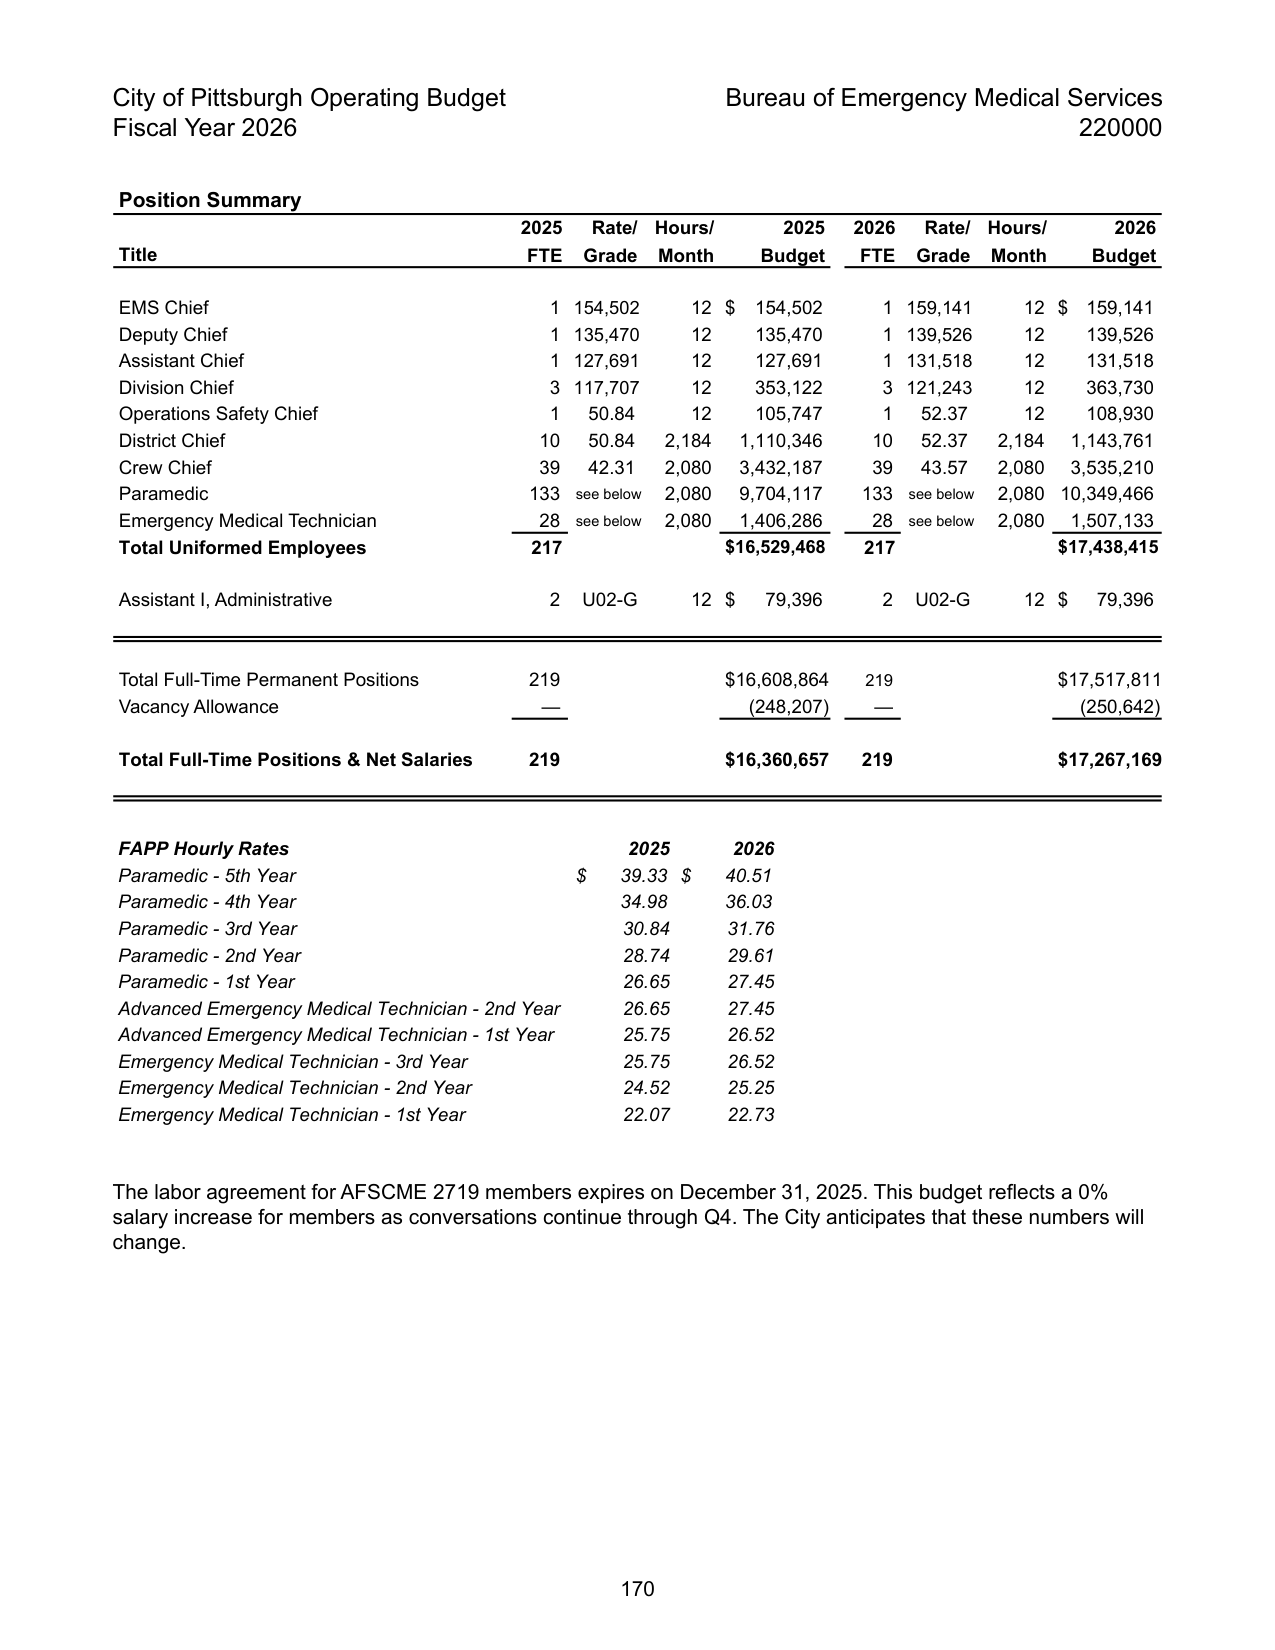 City of Pittsburgh Operating Budget Bureau of Emergency Medical Services
Fiscal Year 2026 220000
Position Summary
2025 Rate/ Hours/ 2025 2026 Rate/ Hours/ 2026
Title FTE Grade Month Budget FTE Grade Month Budget
EMS Chief 1 154,502 12 $ 154,502 1 159,141 12 $ 159,141
Deputy Chief 1 135,470 12 135,470 1 139,526 12 139,526
Assistant Chief 1 127,691 12 127,691 1 131,518 12 131,518
Division Chief 3 117,707 12 353,122 3 121,243 12 363,730
Operations Safety Chief 1 50.84 12 105,747 1 52.37 12 108,930
District Chief 10 50.84 2,184 1,110,346 10 52.37 2,184 1,143,761
Crew Chief 39 42.31 2,080 3,432,187 39 43.57 2,080 3,535,210
Paramedic 133 see below 2,080 9,704,117 133 see below 2,080 10,349,466
Emergency Medical Technician 28 see below 2,080 1,406,286 28 see below 2,080 1,507,133
Total Uniformed Employees 217 $16,529,468 217 $17,438,415
Assistant I, Administrative 2 U02-G 12 $ 79,396 2 U02-G 12 $ 79,396
Total Full-Time Permanent Positions 219 $16,608,864 219 $17,517,811
Vacancy Allowance — (248,207) — (250,642)
Total Full-Time Positions & Net Salaries 219 $16,360,657 219 $17,267,169
FAPP Hourly Rates 2025 2026
Paramedic - 5th Year $ 39.33 $ 40.51
Paramedic - 4th Year 34.98 36.03
Paramedic - 3rd Year 30.84 31.76
Paramedic - 2nd Year 28.74 29.61
Paramedic - 1st Year 26.65 27.45
Advanced Emergency Medical Technician - 2nd Year 26.65 27.45
Advanced Emergency Medical Technician - 1st Year 25.75 26.52
Emergency Medical Technician - 3rd Year 25.75 26.52
Emergency Medical Technician - 2nd Year 24.52 25.25
Emergency Medical Technician - 1st Year 22.07 22.73
The labor agreement for AFSCME 2719 members expires on December 31, 2025. This budget reflects a 0%
salary increase for members as conversations continue through Q4. The City anticipates that these numbers will
change.
170